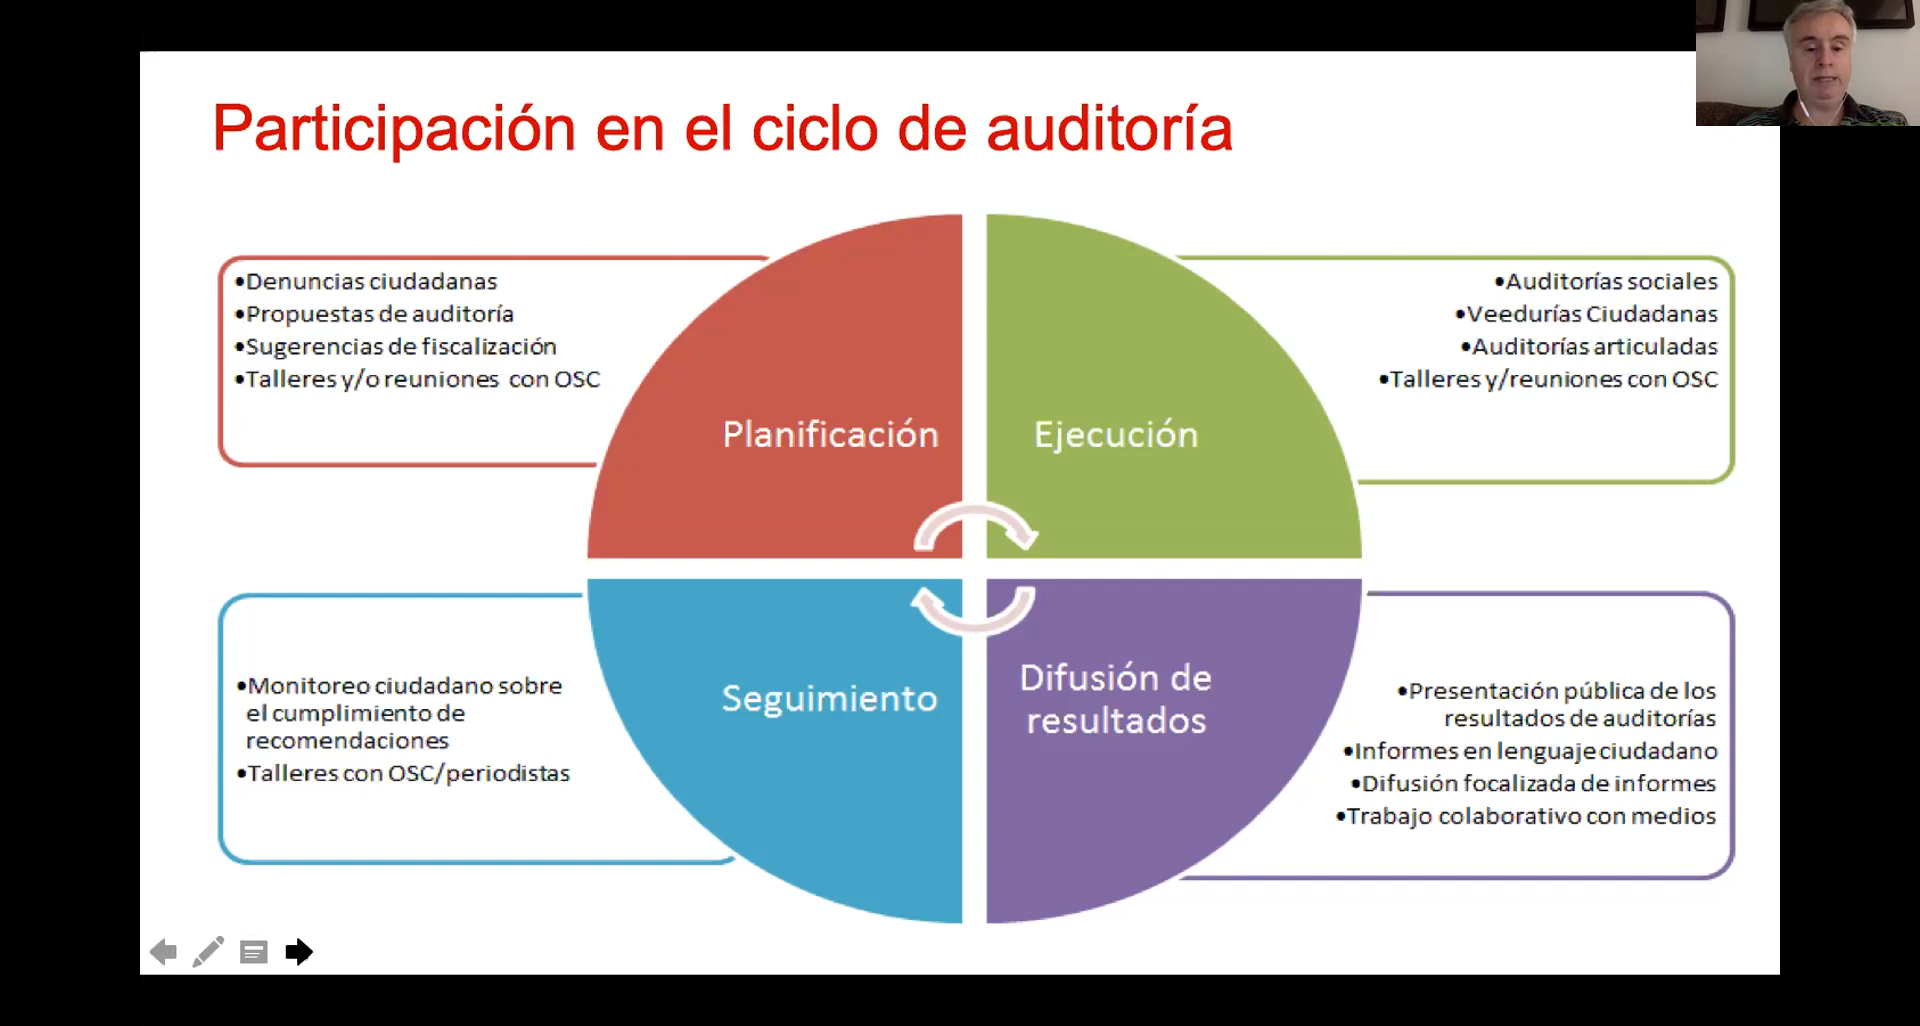 Participación en el ciclo de auditoría
•Denuncias ciudadanas
•Propuestas de auditoría
•Sugerencias de fiscalización
•Talleres y/o reuniones con OSC
Planificación
Ejecución
•Auditorías sociales
•Veedurías Ciudadanas
•Auditorías articuladas
•Talleres y/reuniones con OSC
•Monitoreo ciudadano sobre
el cumplimiento de
recomendaciones
•Talleres con OSC/periodistas
Seguimiento
Difusión de
resultados
•Presentación pública de los
resultados de auditorías
•Informes en lenguaje ciudadano
•Difusión focalizada de informes
•Trabajo colaborativo con medios